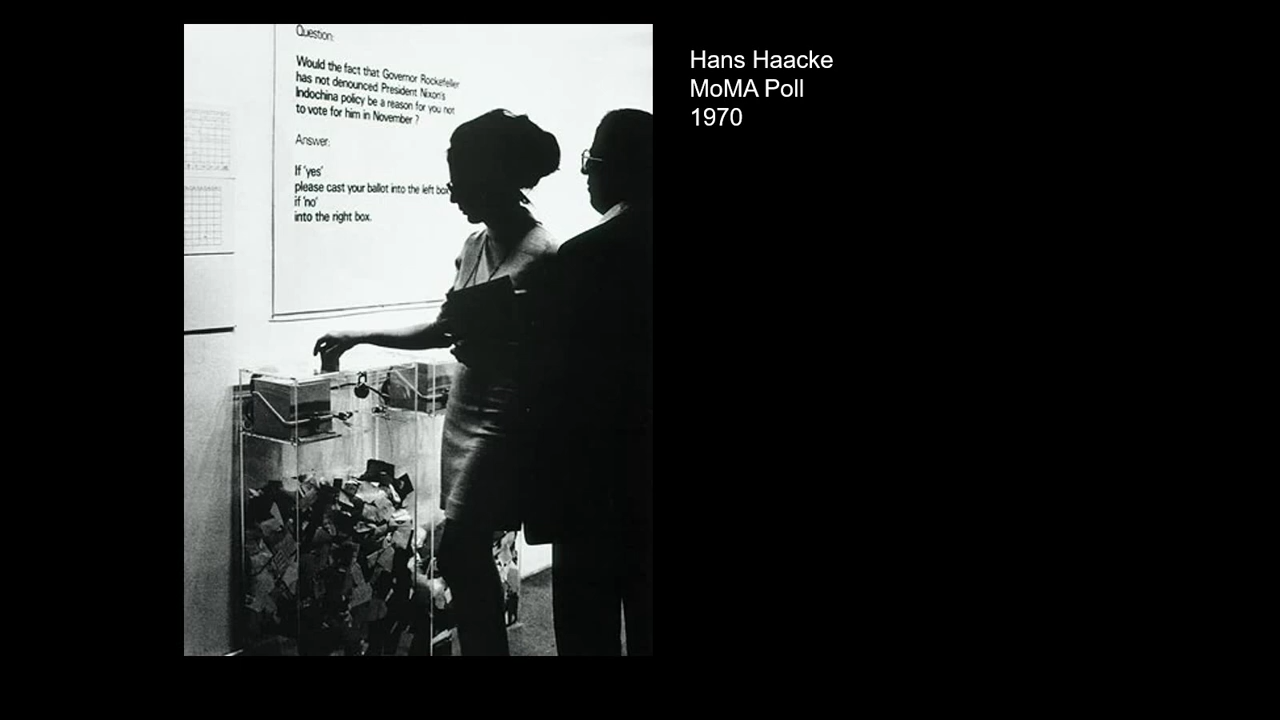 Question:
Would the fact that Governor Rockefeller
has not denounced President Nixon's
Indochina policy be a reason for you not
to vote for him in November ?
Answer:
If 'yes'
please cast your ballot into the left box
if 'no'
into the right box.
Hans Haacke
MoMA Poll
1970